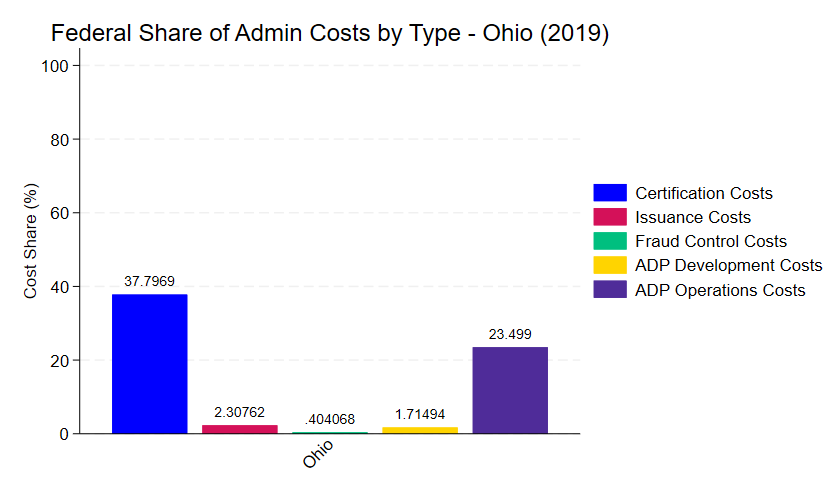 Federal Share of Admin Costs by Type - Ohio (2019)
100
80
60
40
20
0
Cost Share (%)
37.7969
2.30762
.404068
1.71494
23.499
Ohio
Certification Costs
Issuance Costs
Fraud Control Costs
ADP Development Costs
ADP Operations Costs